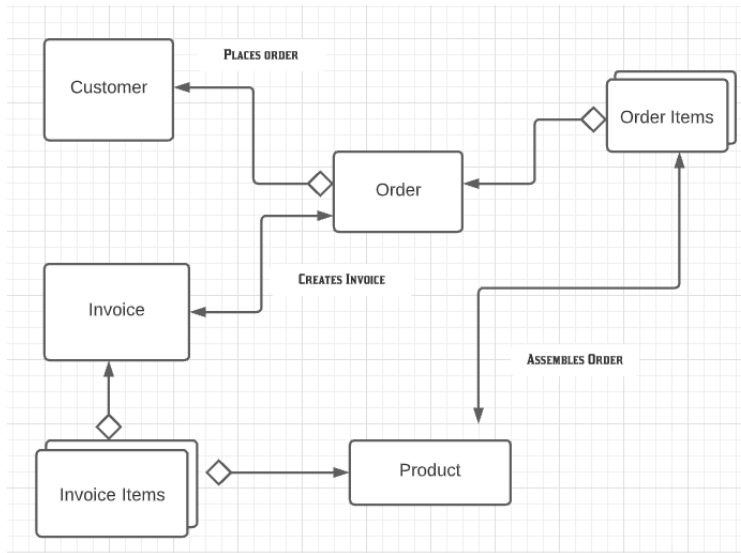 PLACES ORDER
Customer
Order Items
Order
CREATES INVOICE
Invoice
ASSEMBLES ORDER
Product
Invoice Items